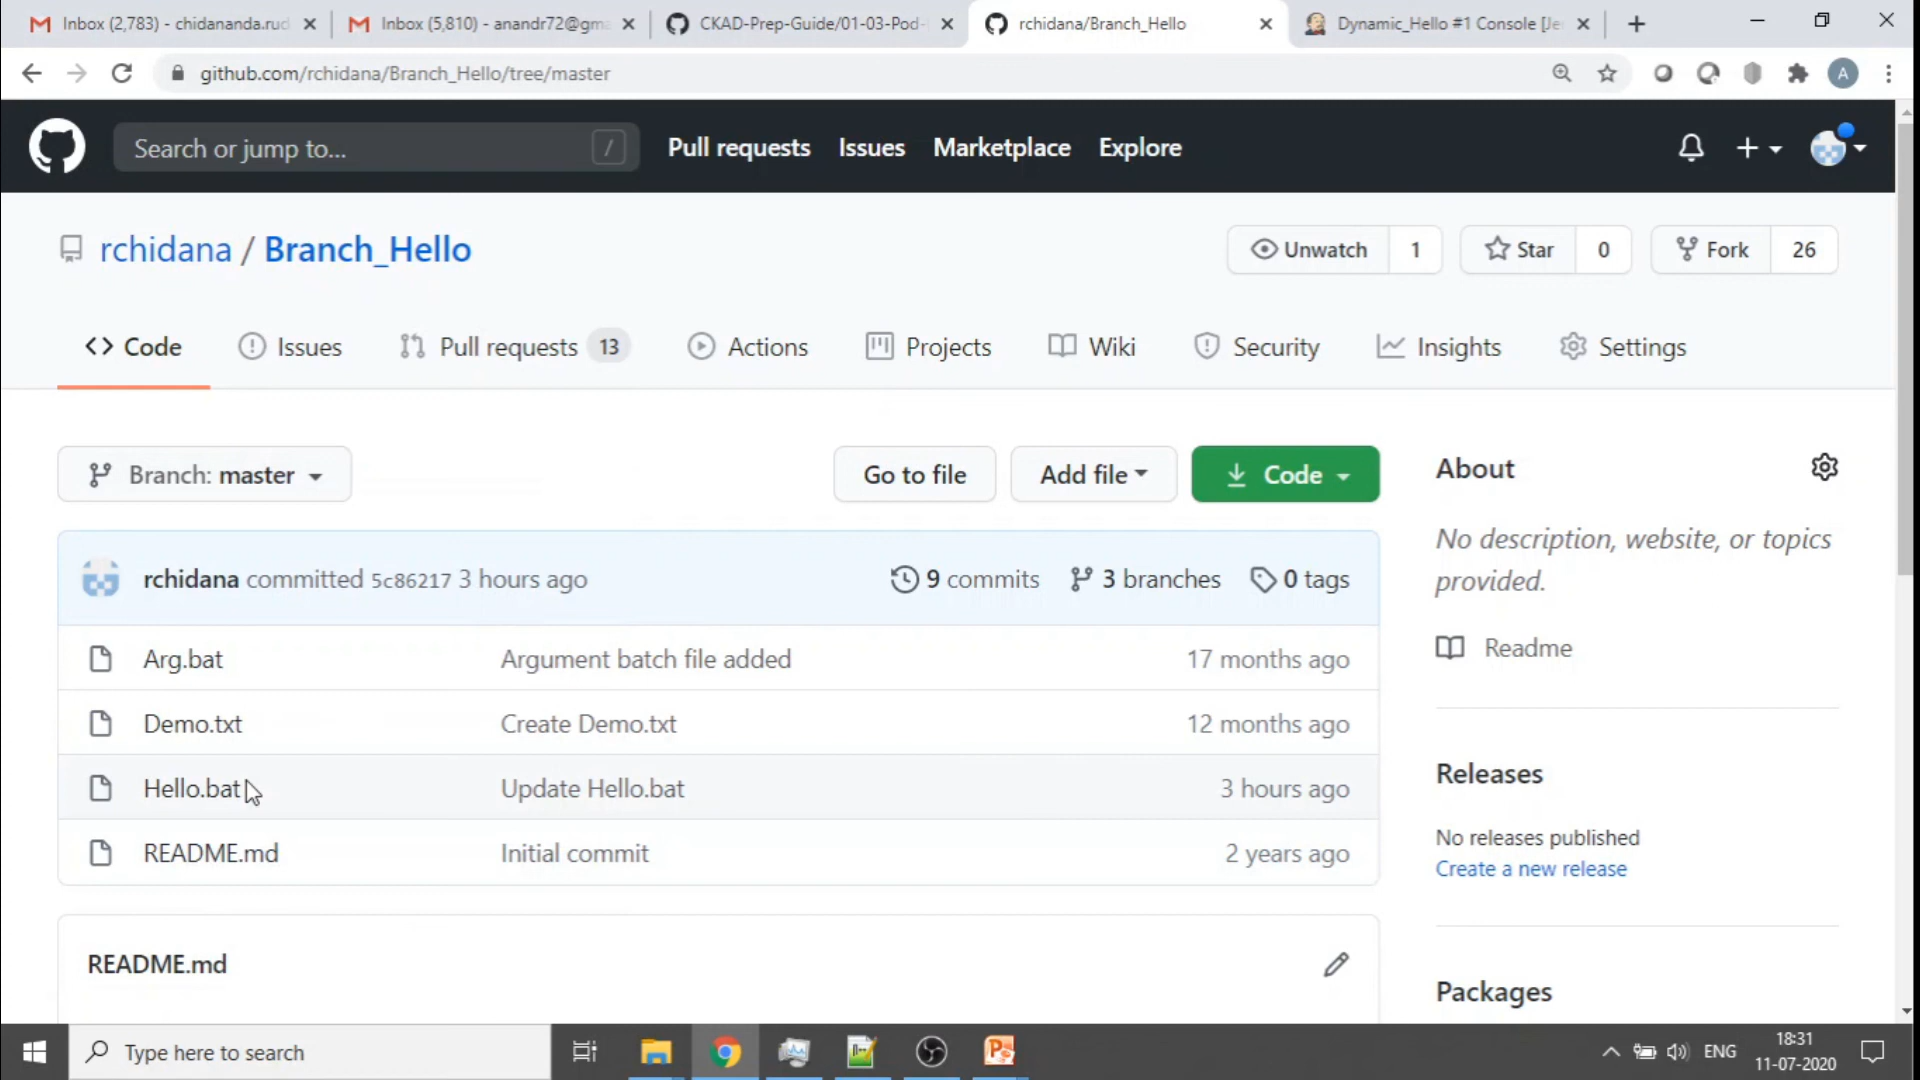 Inbox (2,783) - chidananda.rud
Inbox (5,810) - anandr72@gma
CKAD-Prep-Guide/01-03-Pod-
rchidana/Branch_Hello
Dynamic_Hello #1 Console [Je
github.com/rchidana/Branch_Hello/tree/master
A
Search or jump to...
/
Pull requests
Issues
Marketplace
Explore
rchidana / Branch_Hello
Unwatch 1
Star 0
Fork 26
Code
Issues
Pull requests 13
Actions
Projects
Wiki
Security
Insights
Settings
Branch: master
Go to file
Add file
Code
About
No description, website, or topics
provided.
Readme
rchidana committed 5c86217 3 hours ago
9 commits
3 branches
0 tags
Arg.bat Argument batch file added 17 months ago
Demo.txt Create Demo.txt 12 months ago
Hello.bat Update Hello.bat 3 hours ago
README.md Initial commit 2 years ago
Releases
No releases published
Create a new release
README.md
Packages
Type here to search
ENG
18:31
11-07-2020